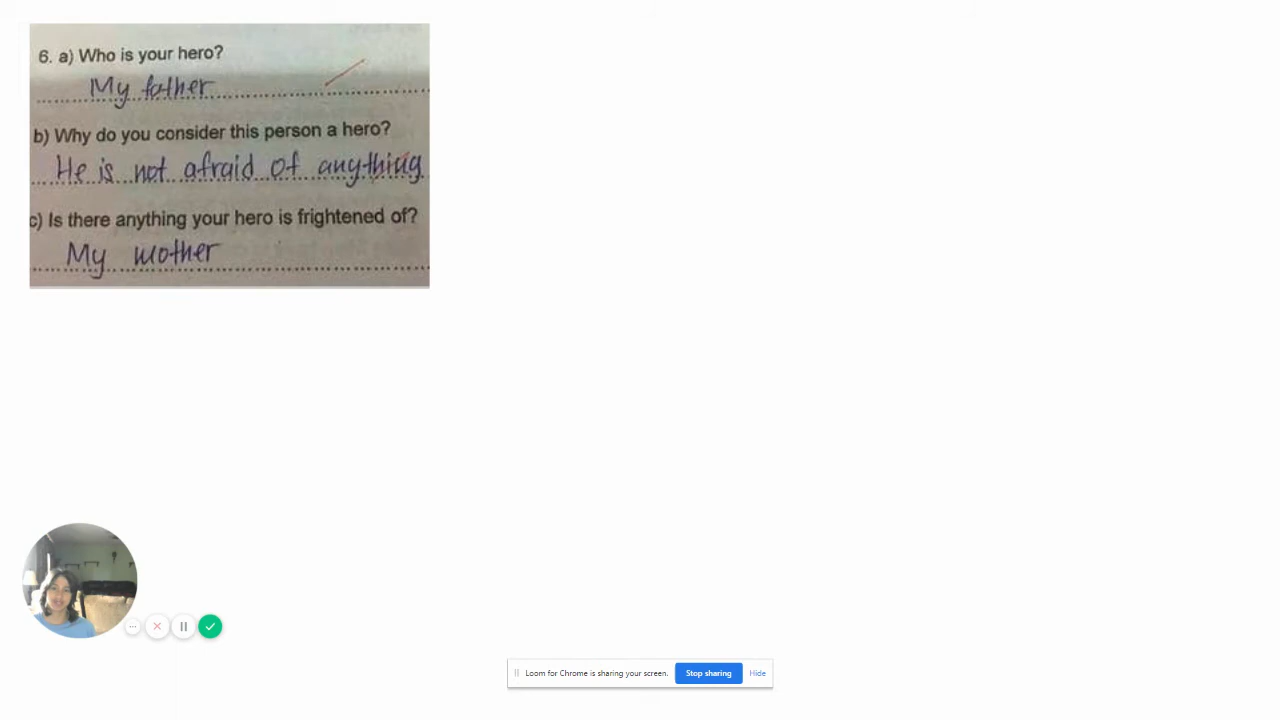 6. a) Who is your hero?
My father
b) Why do you consider this person a hero?
He is not afraid of anything
c) Is there anything your hero is frightened of?
My mother
Loom for Chrome is sharing your screen. Stop sharing Hide